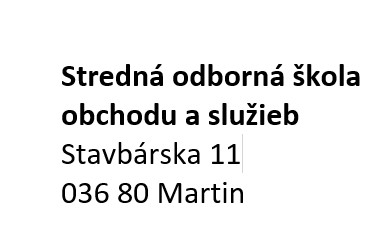 Stredná odborná škola
obchodu a služieb
Stavbárska 11
036 80 Martin